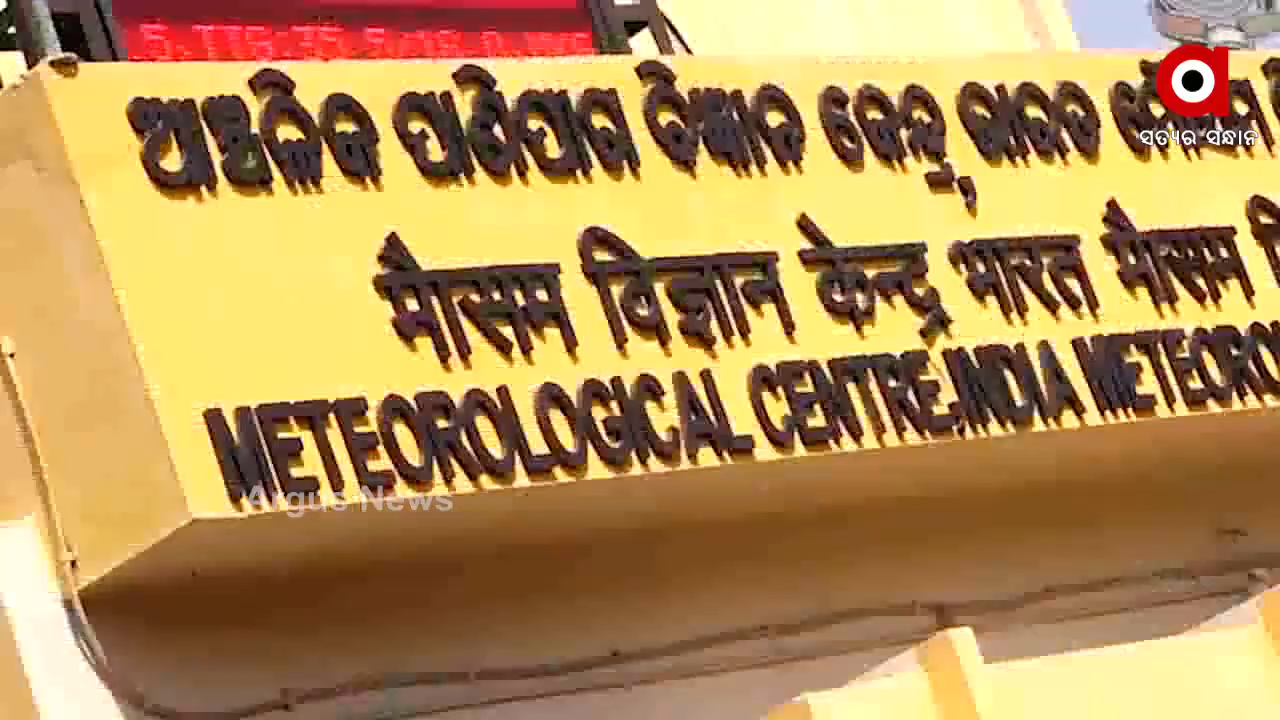 ଆଞ୍ଚଳିକ ପାଣିପାଗ ବିଜ୍ଞାନ କେନ୍ଦ୍ର, ଭାରତ
ସତ୍ୟର ସନ୍ଧାନ
मौसम विज्ञान केन्द्र भारत मौसम
METEOROLOGICAL CENTRE,INDIA METEORO
Argus News